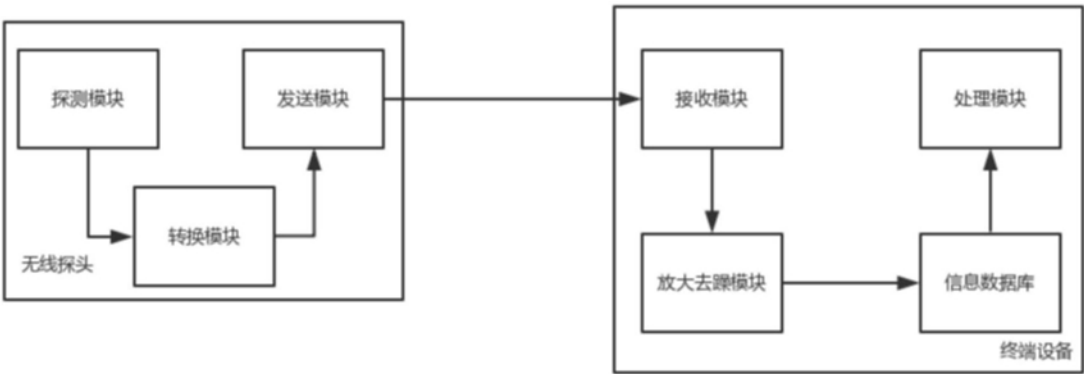 探测模块
发送模块
转换模块
无线探头
接收模块
处理模块
放大去躁模块
信息数据库
终端设备